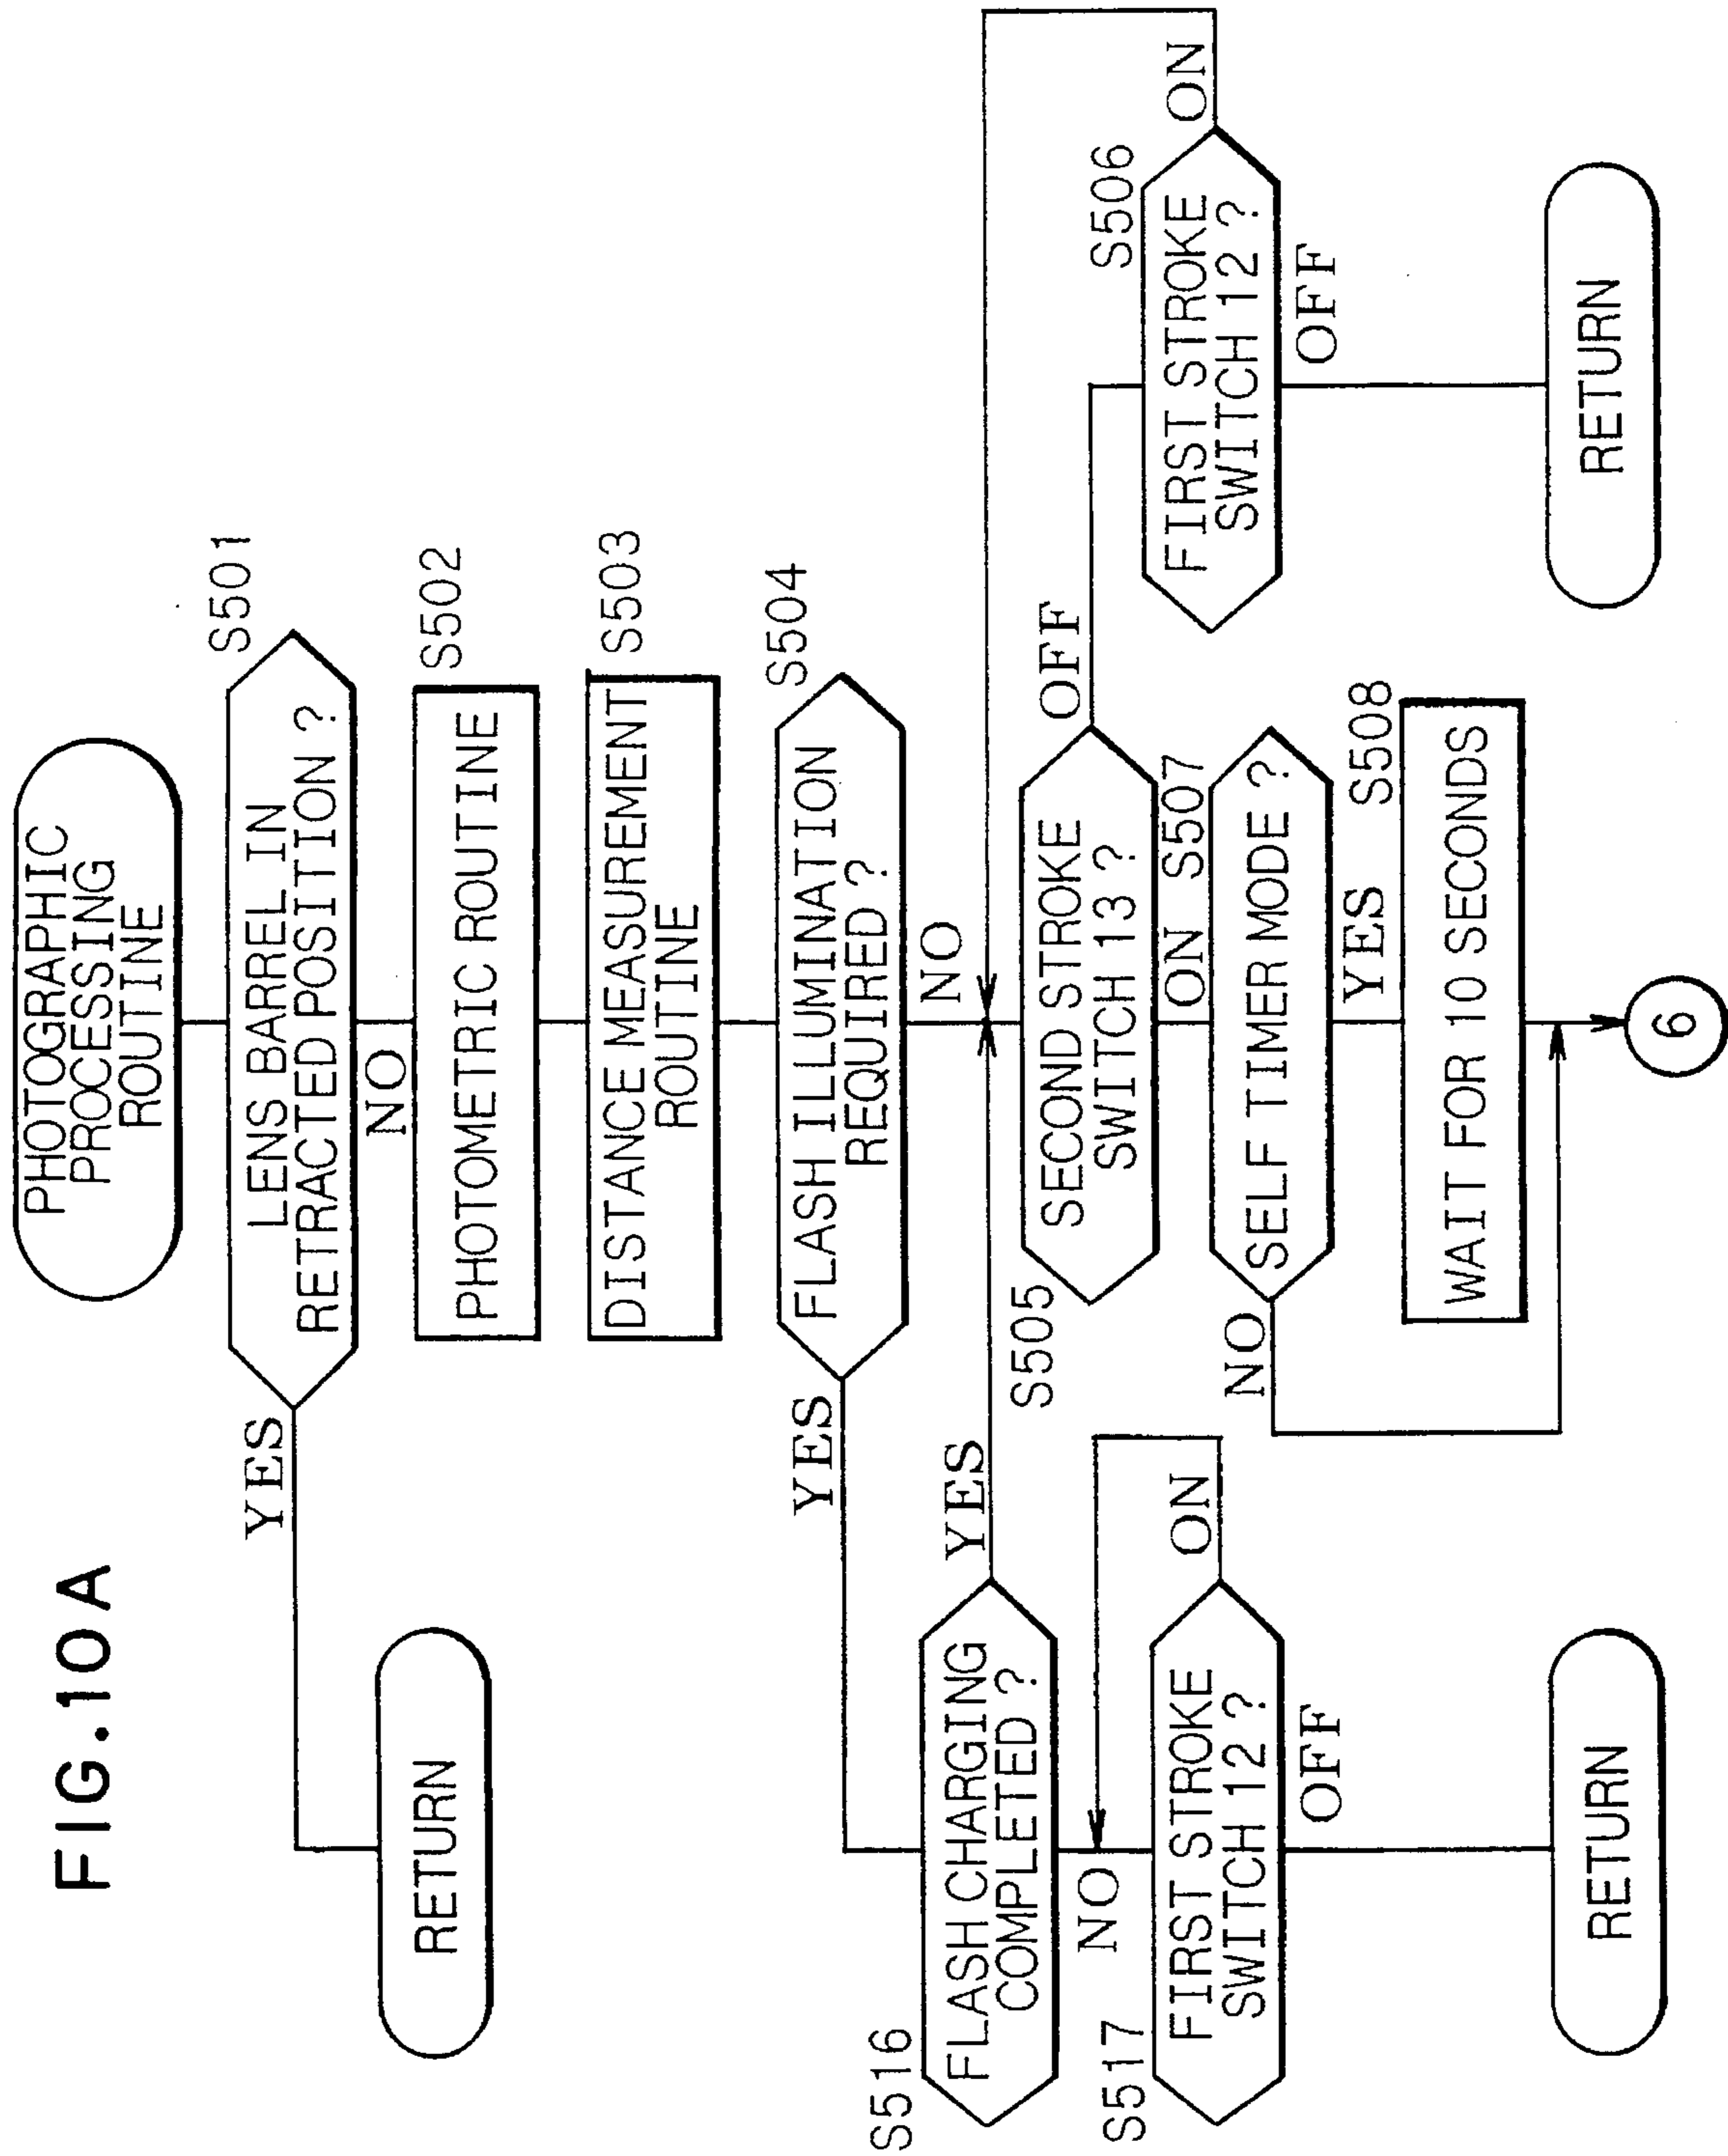 FIG.10A
PHOTOGRAPHIC
PROCESSING
ROUTINE
S501
LENS BARREL IN
RETRACTED POSITION ?
YES
NO
RETURN
S502
PHOTOMETRIC ROUTINE
S503
DISTANCE MEASUREMENT
ROUTINE
S504
FLASH ILLUMINATION
REQUIRED ?
YES
NO
S516
FLASH CHARGING
COMPLETED ?
YES
NO
S517
FIRST STROKE
SWITCH 12 ?
ON
OFF
RETURN
S505
SECOND STROKE
SWITCH 13 ?
OFF
ON
S506
FIRST STROKE
SWITCH 12 ?
ON
OFF
RETURN
S507
SELF TIMER MODE ?
NO
YES
S508
WAIT FOR 10 SECONDS
6